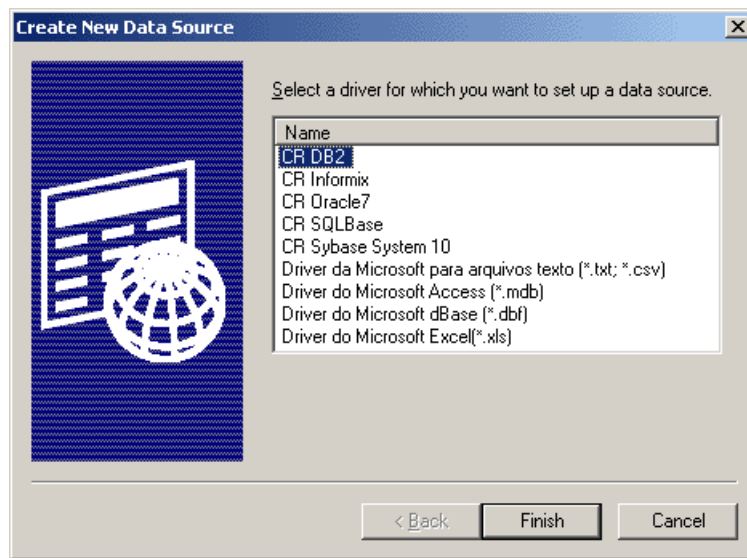 Create New Data Source
Select a driver for which you want to set up a data source.
Name
CR DB2
CR Informix
CR Oracle7
CR SQLBase
CR Sybase System 10
Driver da Microsoft para arquivos texto (*.txt; *.csv)
Driver do Microsoft Access (*.mdb)
Driver do Microsoft dBase (*.dbf)
Driver do Microsoft Excel(*.xls)
< Back
Finish
Cancel